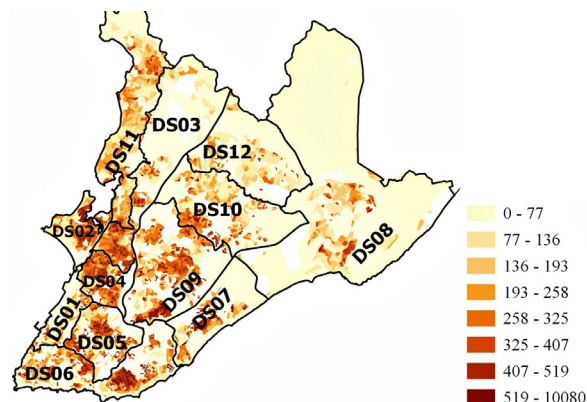 DS03
DS11
DS12
DS02
DS10
DS08
DS04
DS01
DS09
DS07
DS05
DS06
0 - 77
77 - 136
136 - 193
193 - 258
258 - 325
325 - 407
407 - 519
519 - 10080